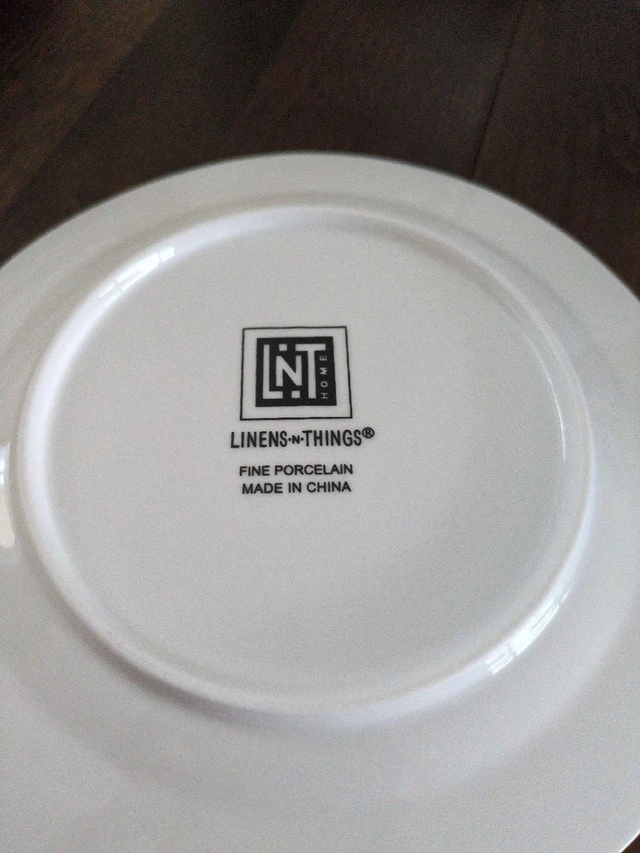 LNT HOME
LINENS·N·THINGS®
FINE PORCELAIN
MADE IN CHINA